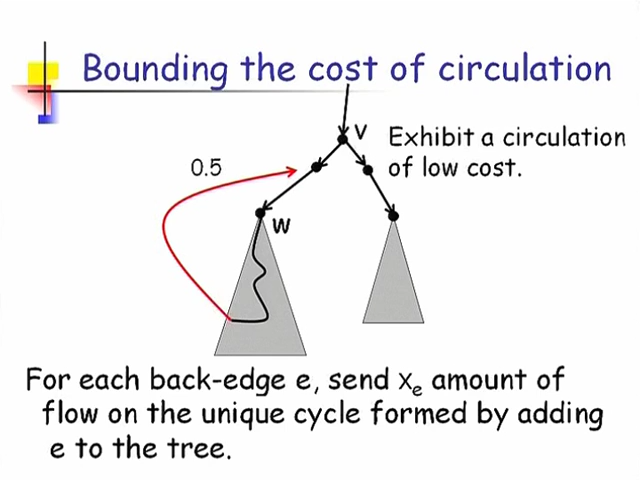 Bounding the cost of circulation
v
Exhibit a circulation
of low cost.
0.5
w
For each back-edge e, send xₑ amount of
flow on the unique cycle formed by adding
e to the tree.